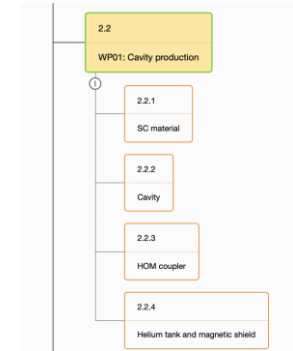 2.2
WP01: Cavity production
2.2.1
SC material
2.2.2
Cavity
2.2.3
HOM coupler
2.2.4
Helium tank and magnetic shield